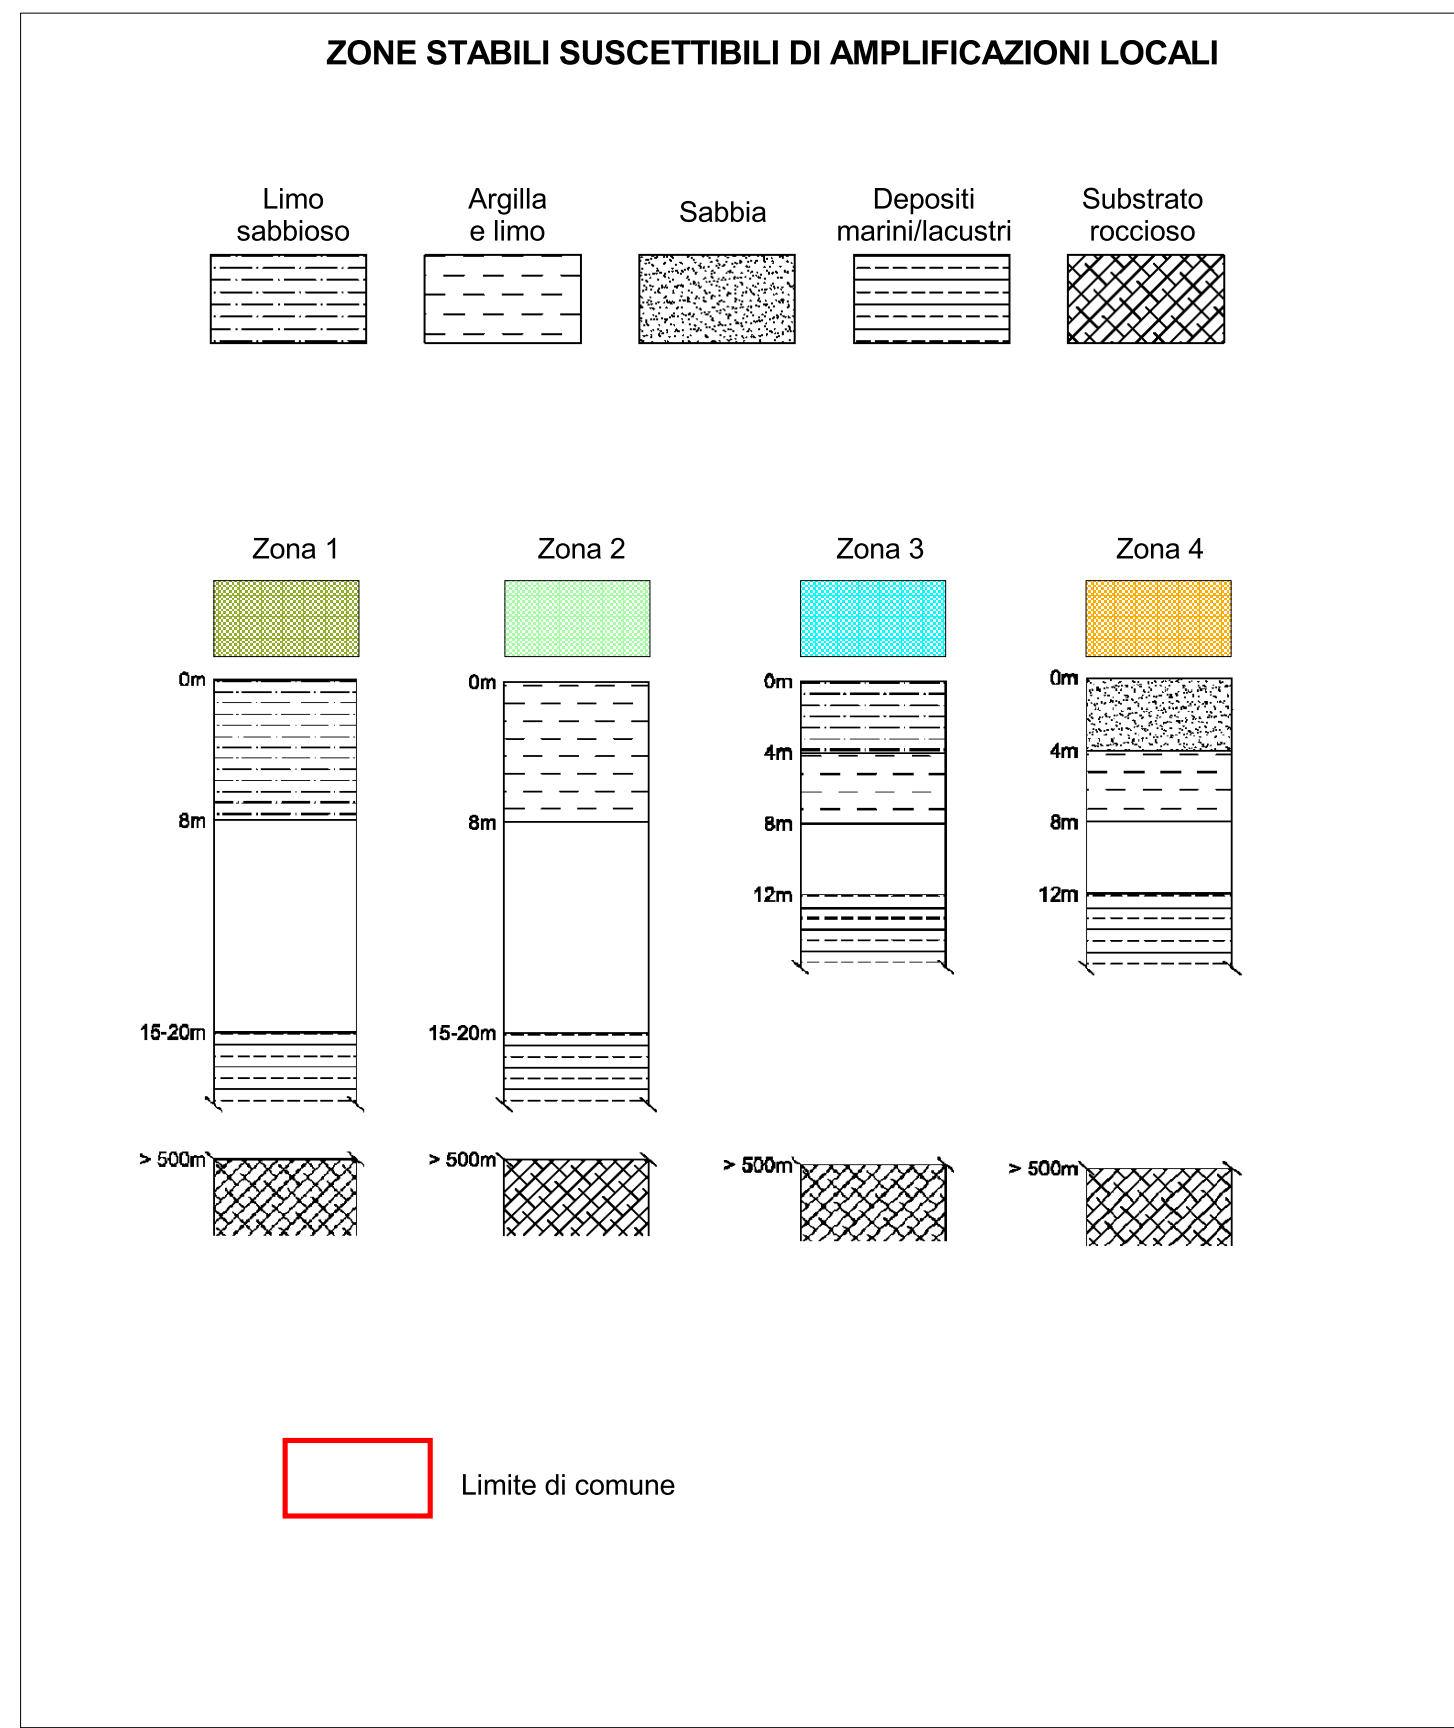 ZONE STABILI SUSCETTIBILI DI AMPLIFICAZIONI LOCALI
Limo
sabbioso
Argilla
e limo
Sabbia
Depositi
marini/lacustri
Substrato
roccioso
Zona 1
0m
8m
15-20m
> 500m
Zona 2
0m
8m
15-20m
> 500m
Zona 3
0m
4m
8m
12m
> 500m
Zona 4
0m
4m
8m
12m
> 500m
Limite di comune